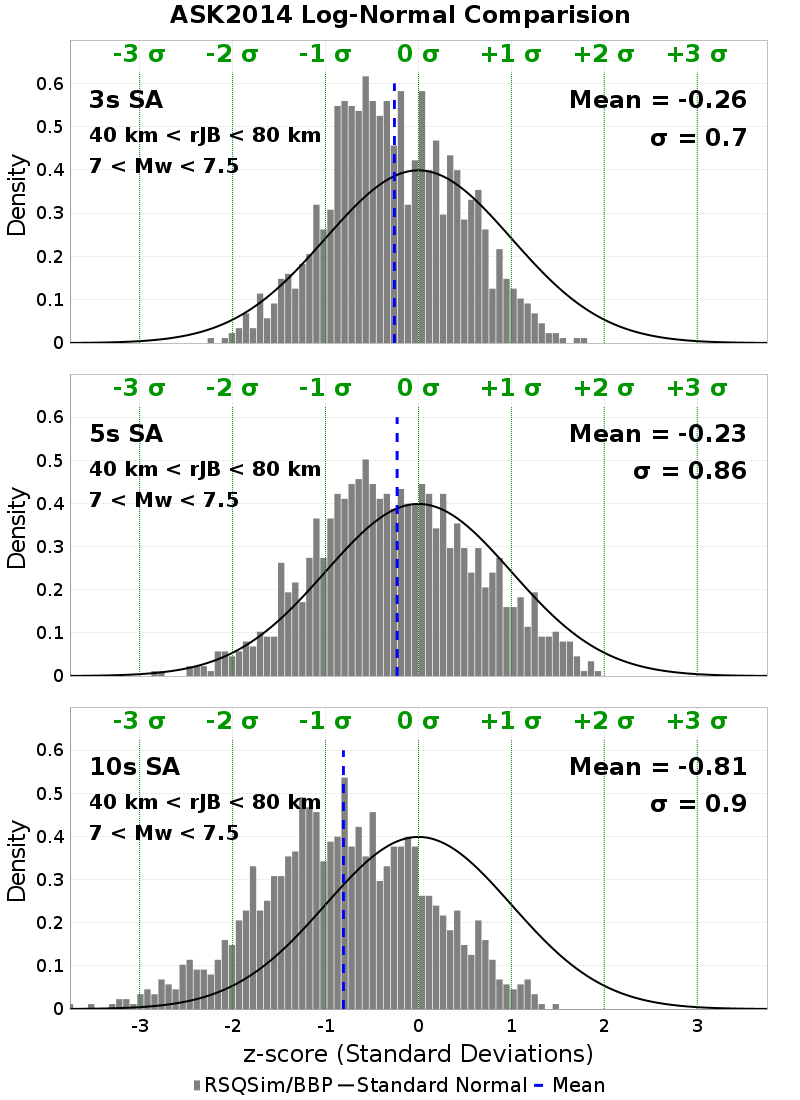 ASK2014 Log-Normal Comparision
-3 σ -2 σ -1 σ 0 σ +1 σ +2 σ +3 σ
3s SA
40 km < rJB < 80 km
7 < Mw < 7.5
Mean = -0.26
σ = 0.7
Density
0.6
0.5
0.4
0.3
0.2
0.1
0
-3 σ -2 σ -1 σ 0 σ +1 σ +2 σ +3 σ
5s SA
40 km < rJB < 80 km
7 < Mw < 7.5
Mean = -0.23
σ = 0.86
Density
0.6
0.5
0.4
0.3
0.2
0.1
0
-3 σ -2 σ -1 σ 0 σ +1 σ +2 σ +3 σ
10s SA
40 km < rJB < 80 km
7 < Mw < 7.5
Mean = -0.81
σ = 0.9
Density
0.6
0.5
0.4
0.3
0.2
0.1
0
-3 -2 -1 0 1 2 3
z-score (Standard Deviations)
RSQSim/BBP Standard Normal Mean